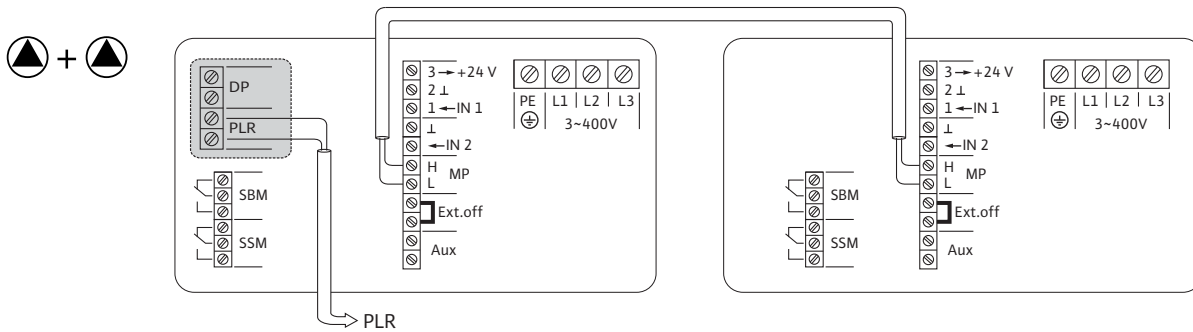 +
DP
PLR
SBM
SSM
3 → +24 V
2 ⊥
1 ← IN 1
⊥
← IN 2
H
MP
L
Ext.off
Aux
PE L1 L2 L3
3~400V
PLR
SBM
SSM
3 → +24 V
2 ⊥
1 ← IN 1
⊥
← IN 2
H
MP
L
Ext.off
Aux
PE L1 L2 L3
3~400V